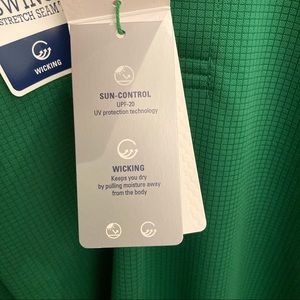 STRETCH SEAM
WICKING
SUN-CONTROL
UPF-20
UV protection technology
WICKING
Keeps you dry
by pulling moisture away
from the body